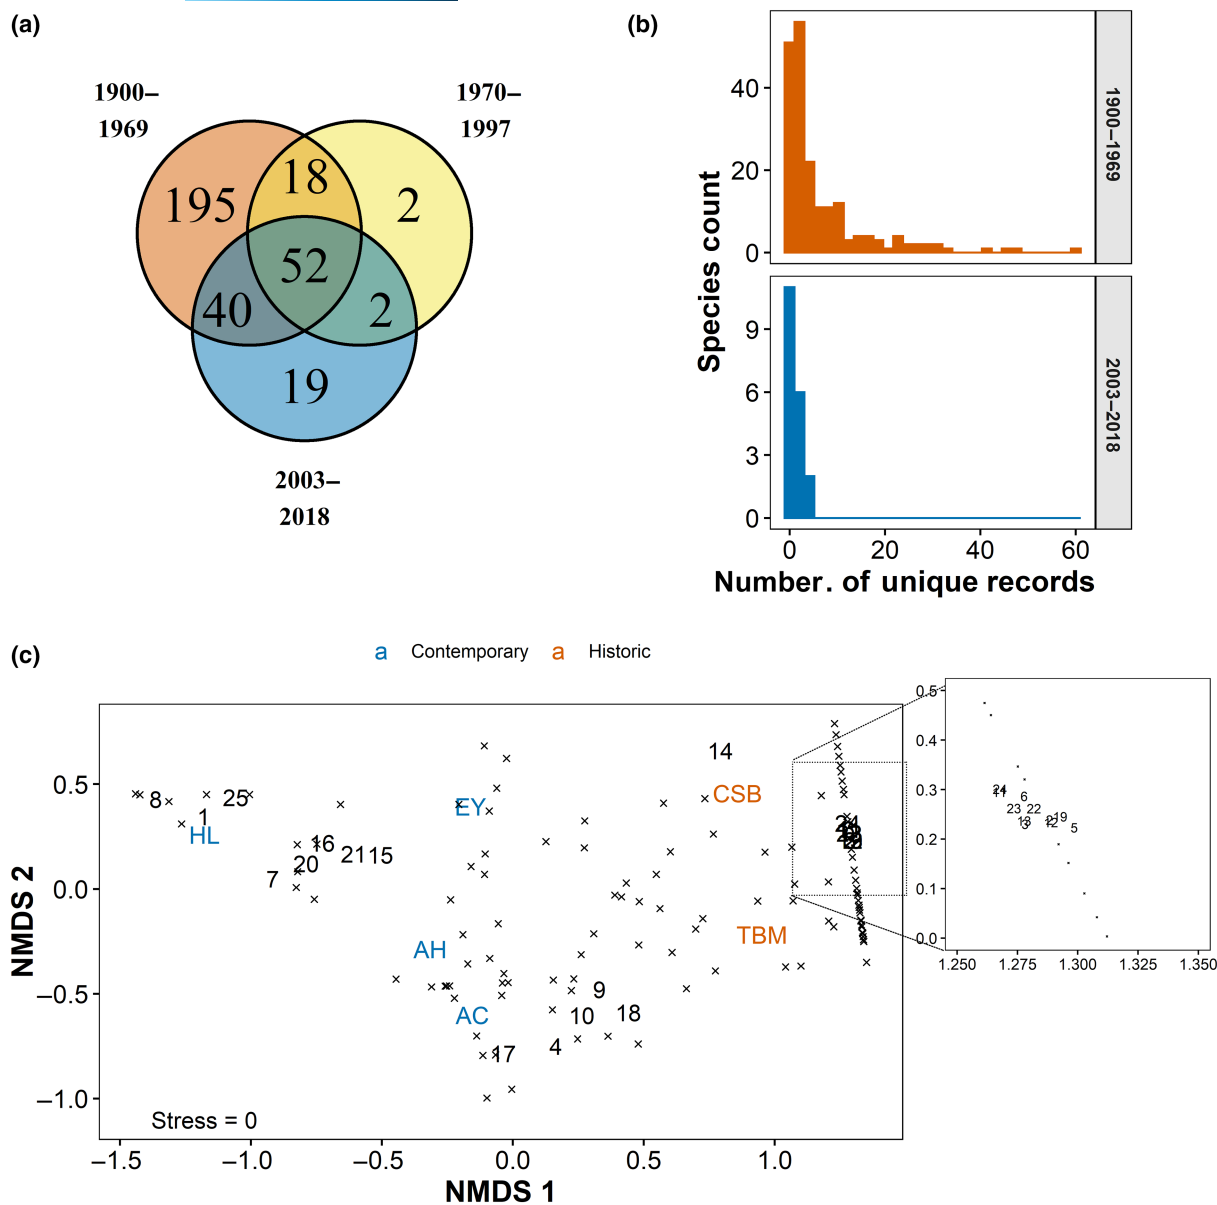 (a)
1900–
1969
1970–
1997
195
18
2
52
40
2
19
2003–
2018
(b)
Species count
40
20
0
1900–1969
9
6
3
0
2003–2018
0 20 40 60
Number. of unique records
(c)
a Contemporary a Historic
NMDS 2
0.5
0.0
−0.5
−1.0
14
8
25
1
HL
EY
CSB
16
21 15
20
7
24
AH
TBM
9
10
18
AC
4
17
Stress = 0
−1.5 −1.0 −0.5 0.0 0.5 1.0
NMDS 1
0.5
0.4
0.3
0.2
0.1
0.0
6
23 22
19
13
3
12
5
1.250 1.275 1.300 1.325 1.350